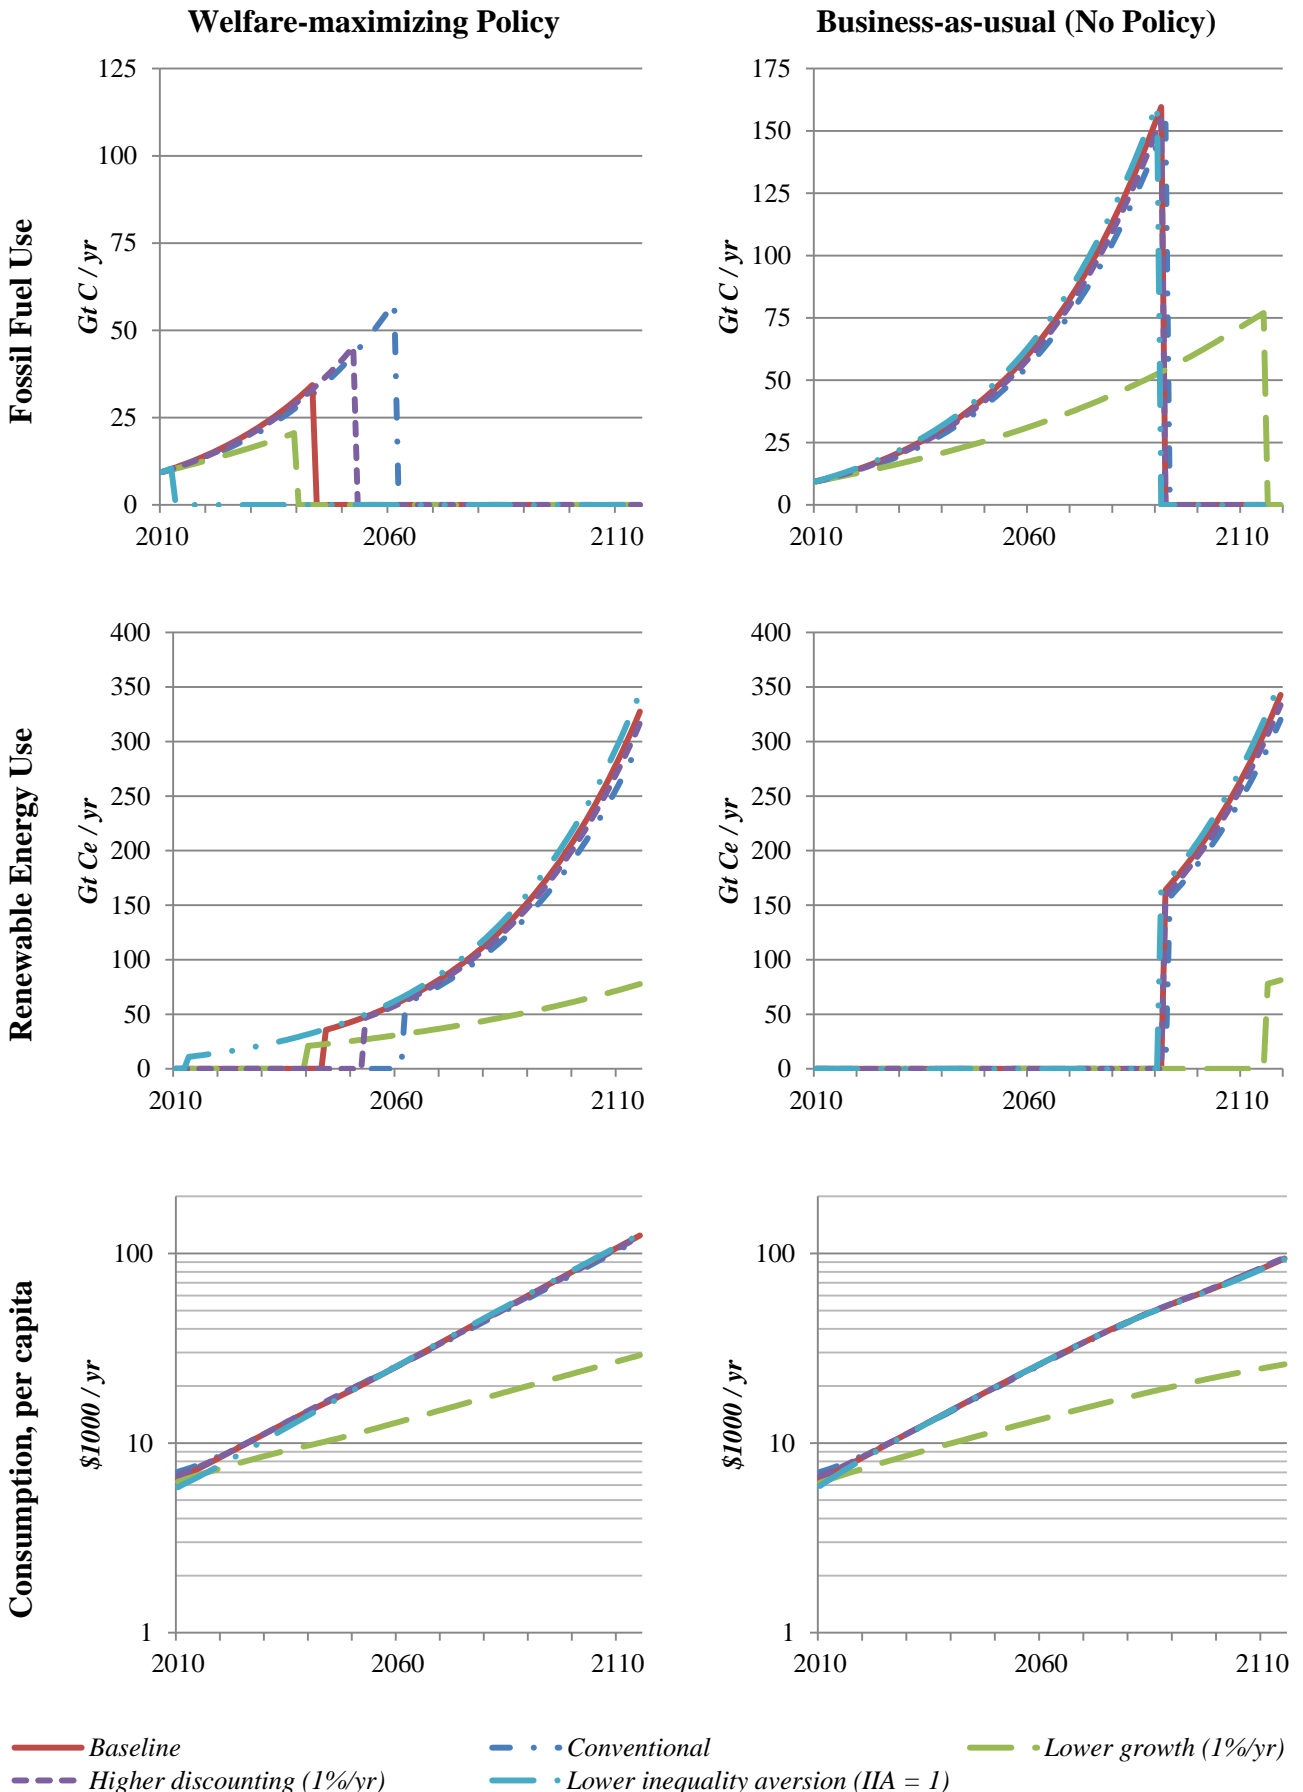 Welfare-maximizing Policy
Business-as-usual (No Policy)
Fossil Fuel Use
Gt C / yr
125
100
75
50
25
0
2010 2060 2110
Gt C / yr
175
150
125
100
75
50
25
0
2010 2060 2110
Renewable Energy Use
Gt Ce / yr
400
350
300
250
200
150
100
50
0
2010 2060 2110
Gt Ce / yr
400
350
300
250
200
150
100
50
0
2010 2060 2110
Consumption, per capita
$1000 / yr
100
10
1
2010 2060 2110
$1000 / yr
100
10
1
2010 2060 2110
Baseline
Conventional
Lower growth (1%/yr)
Higher discounting (1%/yr)
Lower inequality aversion (IIA = 1)